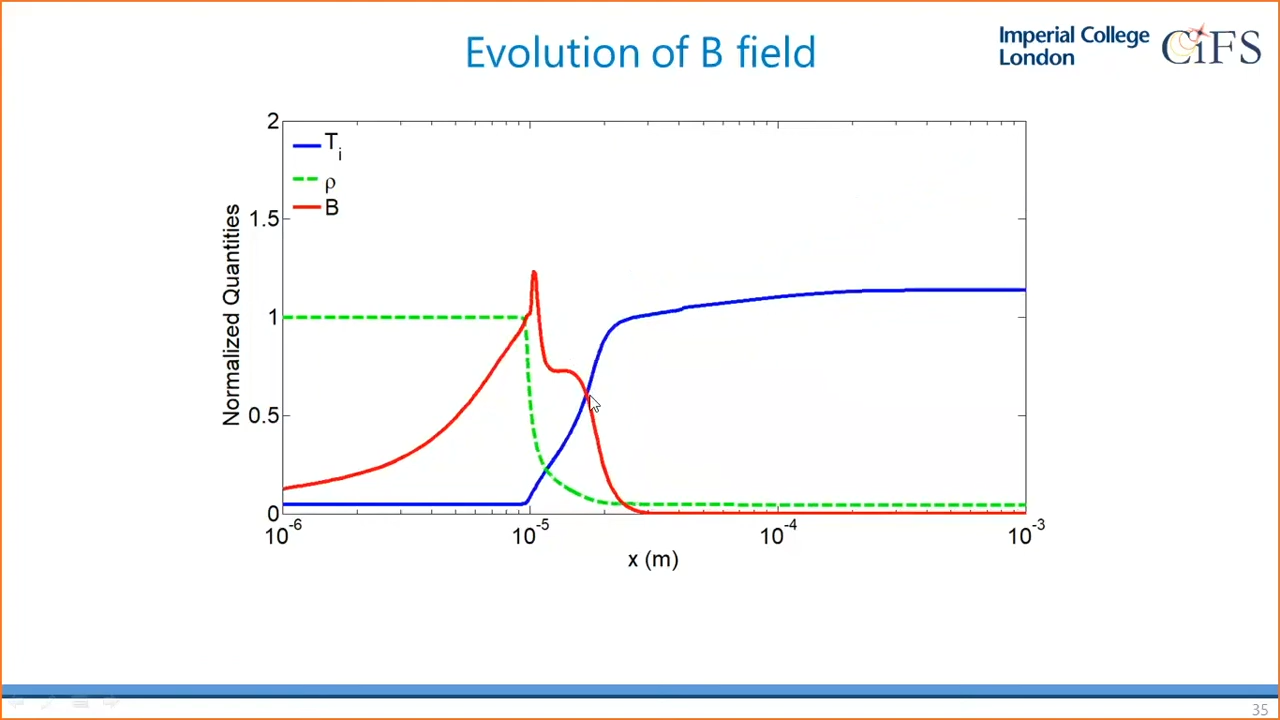 Evolution of B field
Imperial College
London
CIFS
2
1.5
1
0.5
0
Normalized Quantities
T_i
ρ
B
10^-6
10^-5
10^-4
10^-3
x (m)
35